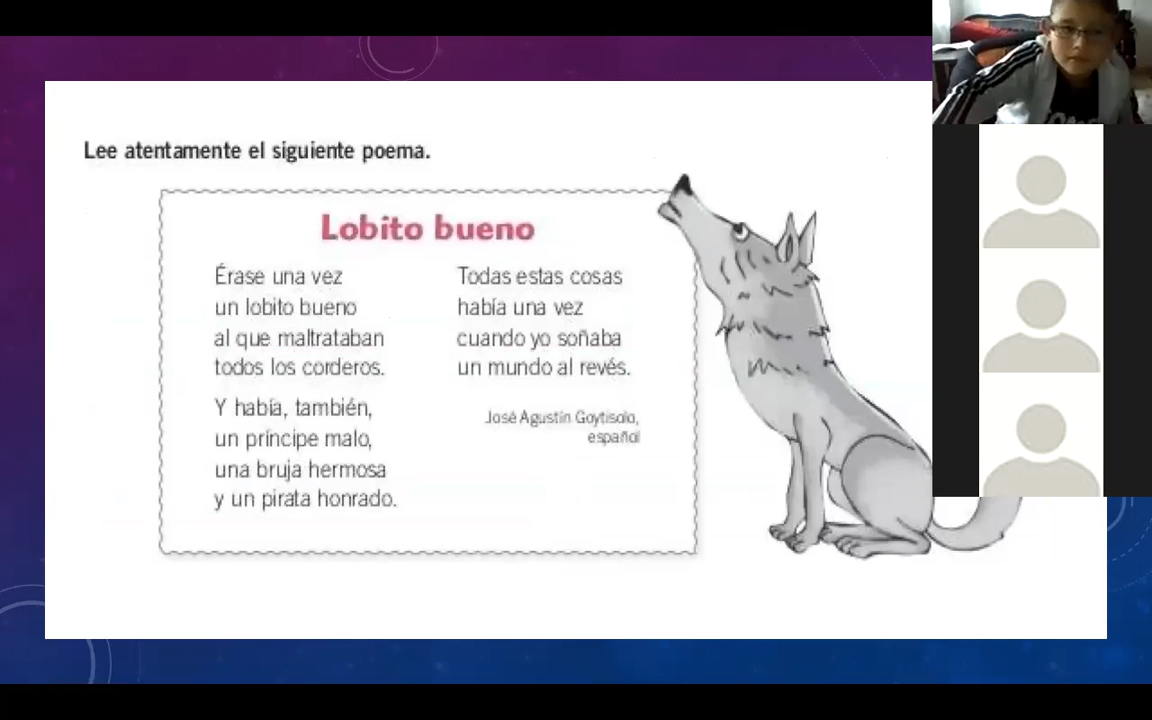 Lee atentamente el siguiente poema.
Lobito bueno
Érase una vez
un lobito bueno
al que maltrataban
todos los corderos.
Y había, también,
un príncipe malo,
una bruja hermosa
y un pirata honrado.
Todas estas cosas
había una vez
cuando yo soñaba
un mundo al revés.
José Agustín Goytisolo,
español